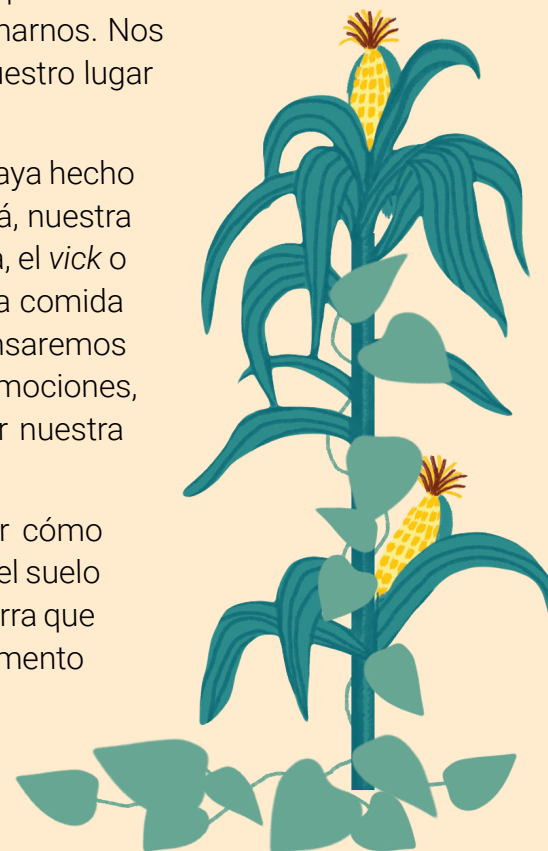 narnos. Nos
uestro lugar
aya hecho
á, nuestra
a, el vick o
a comida
nsaremos
mociones,
r nuestra
r cómo
el suelo
rra que
mento